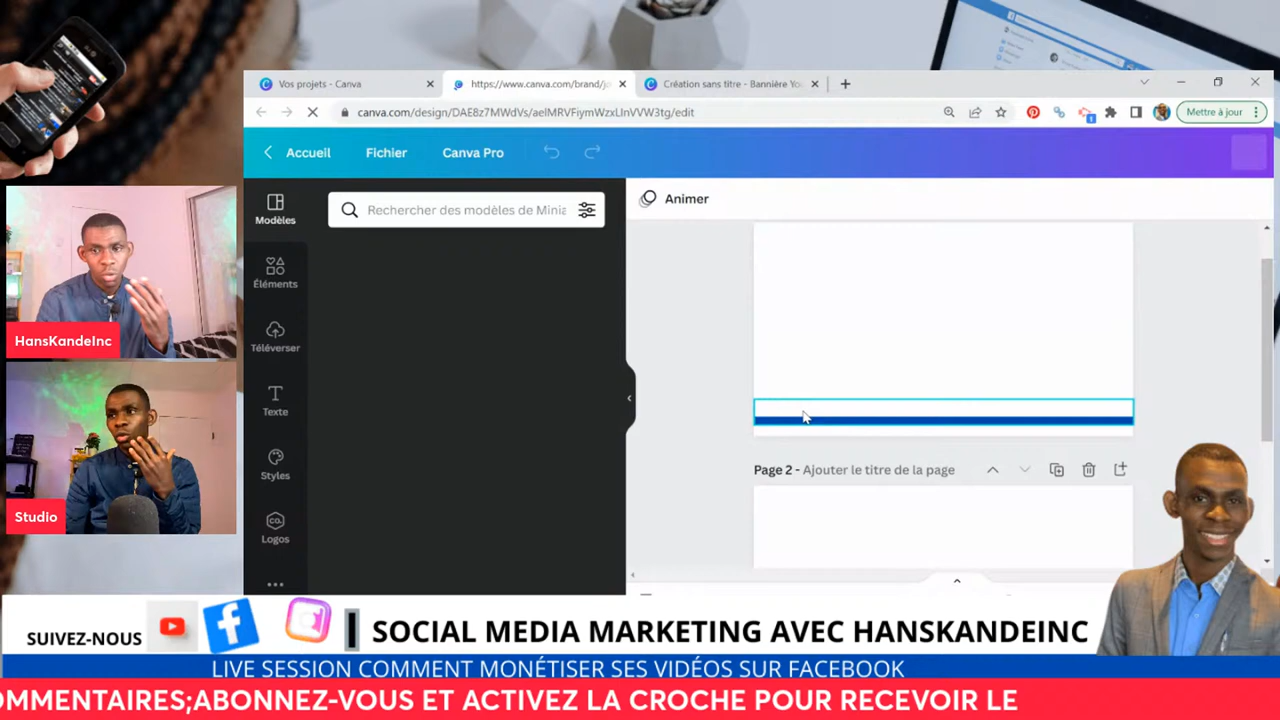 Vos projets - Canva
https://www.canva.com/brand/jo
Création sans titre - Bannière You
canva.com/design/DAE8z7MWdVs/aelMRVFiymWzxLlnVVW3tg/edit
Mettre à jour
Accueil
Fichier
Canva Pro
Modèles
Rechercher des modèles de Minia
Animer
Éléments
Téléverser
Texte
Styles
CO.
Logos
Page 2 - Ajouter le titre de la page
HansKandeInc
Studio
SUIVEZ-NOUS
SOCIAL MEDIA MARKETING AVEC HANSKANDEINC
LIVE SESSION COMMENT MONÉTISER SES VIDÉOS SUR FACEBOOK
OMMENTAIRES;ABONNEZ-VOUS ET ACTIVEZ LA CROCHE POUR RECEVOIR LE